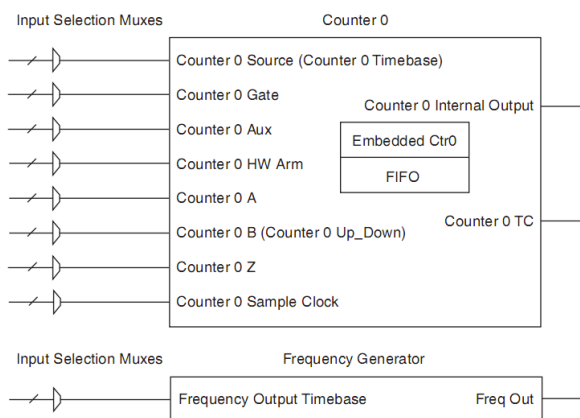 Input Selection Muxes
Counter 0
Counter 0 Source (Counter 0 Timebase)
Counter 0 Gate
Counter 0 Internal Output
Counter 0 Aux
Embedded Ctr0
Counter 0 HW Arm
FIFO
Counter 0 A
Counter 0 TC
Counter 0 B (Counter 0 Up_Down)
Counter 0 Z
Counter 0 Sample Clock
Input Selection Muxes
Frequency Generator
Frequency Output Timebase
Freq Out